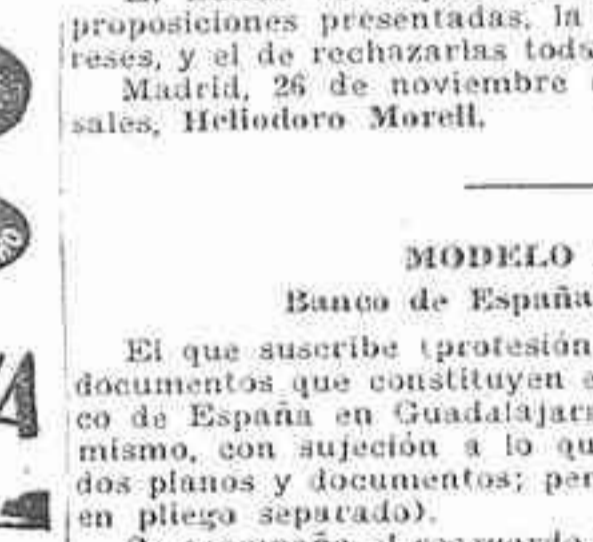 proposiciones presentadas, la
reses, y el de rechazarlas tods
Madrid, 26 de noviembre
sales, Heliodoro Morell.
MODELO
Banco de España
El que suscribe (profesión
documentos que constituyen e
co de España en Guadalajara
mismo, con sujeción a lo qu
dos planos y documentos; per
en pliego separado).